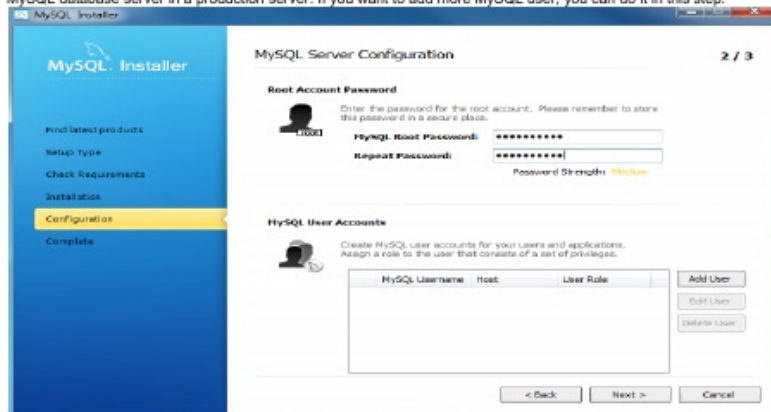 MySQL database server in a production server. If you want to add more MySQL user, you can do it in this step.
MySQL Installer
MySQL. Installer
Find latest products
Setup Type
Check Requirements
Installation
Configuration
Complete
MySQL Server Configuration
2 / 3
Root Account Password
Enter the password for the root account. Please remember to store
this password in a secure place.
MySQL Root Password:
••••••••••
Repeat Password:
••••••••••
Password Strength: Medium
MySQL User Accounts
Create MySQL user accounts for your users and applications.
Assign a role to the user that consists of a set of privileges.
MySQL Username Host User Role
Add User
Edit User
Delete User
< Back Next > Cancel